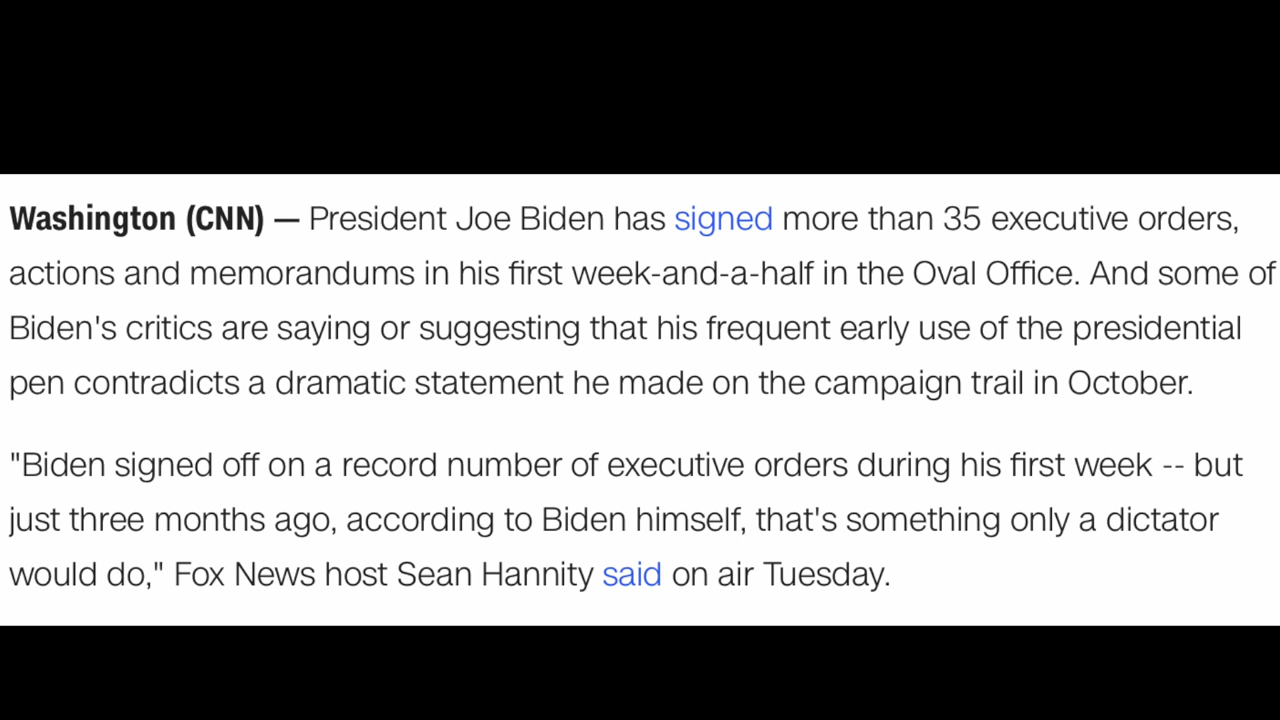 Washington (CNN) — President Joe Biden has signed more than 35 executive orders,
actions and memorandums in his first week-and-a-half in the Oval Office. And some of
Biden's critics are saying or suggesting that his frequent early use of the presidential
pen contradicts a dramatic statement he made on the campaign trail in October.
"Biden signed off on a record number of executive orders during his first week -- but
just three months ago, according to Biden himself, that's something only a dictator
would do," Fox News host Sean Hannity said on air Tuesday.